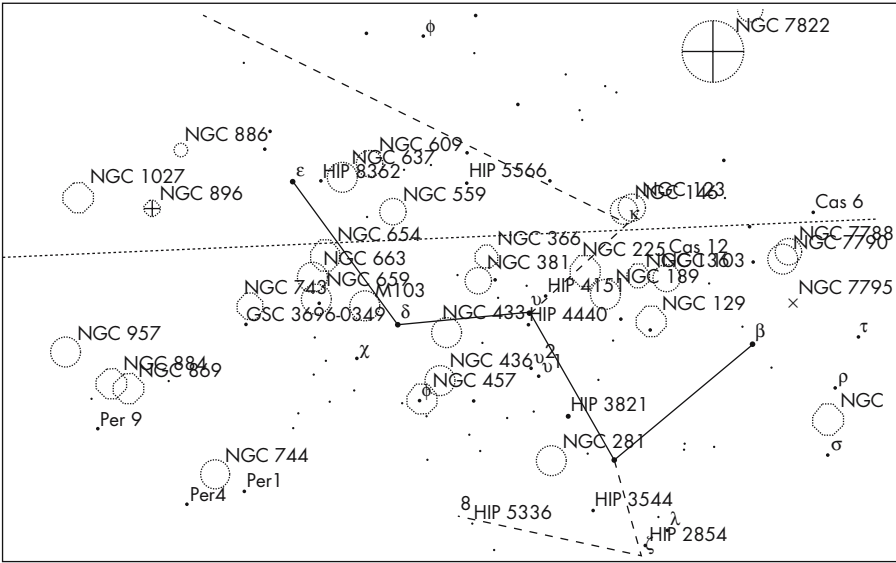 φ
NGC 7822
NGC 886
NGC 609
NGC 637
ε
HIP 8362
HIP 5566
NGC 1027
NGC 896
NGC 559
NGC 123
NGC 146
κ
Cas 6
NGC 654
NGC 366
NGC 225
Cas 12
NGC 7788
NGC 7790
NGC 663
NGC 381
NGC 659
NGC 189
M103
HIP 4151
NGC 743
NGC 7795
GSC 3696-0349
δ
NGC 433
υ
HIP 4440
NGC 129
β
τ
NGC 957
χ
NGC 884
NGC 869
NGC 436
υ2
υ1
φ
NGC 457
ρ
NGC
HIP 3821
Per 9
NGC 281
σ
NGC 744
Per1
Per4
8
HIP 5336
HIP 3544
λ
HIP 2854
ζ